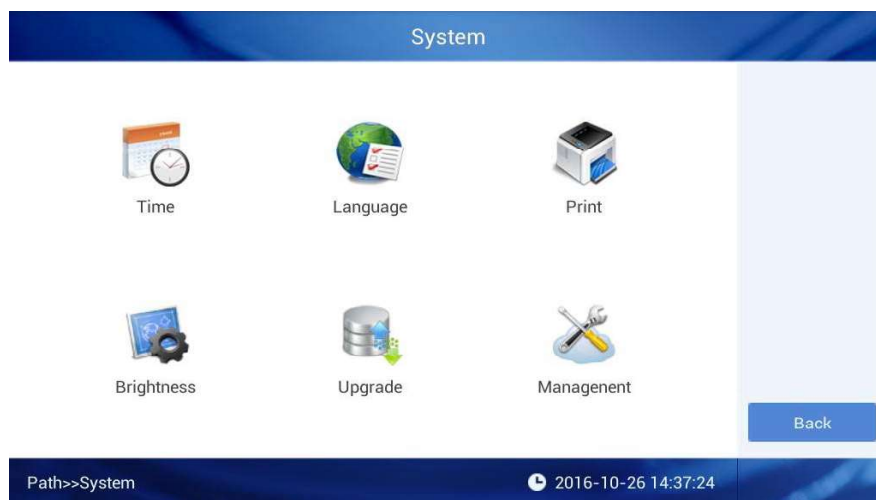 System
Time
Language
Print
Brightness
Upgrade
Managenent
Back
Path>>System
2016-10-26 14:37:24